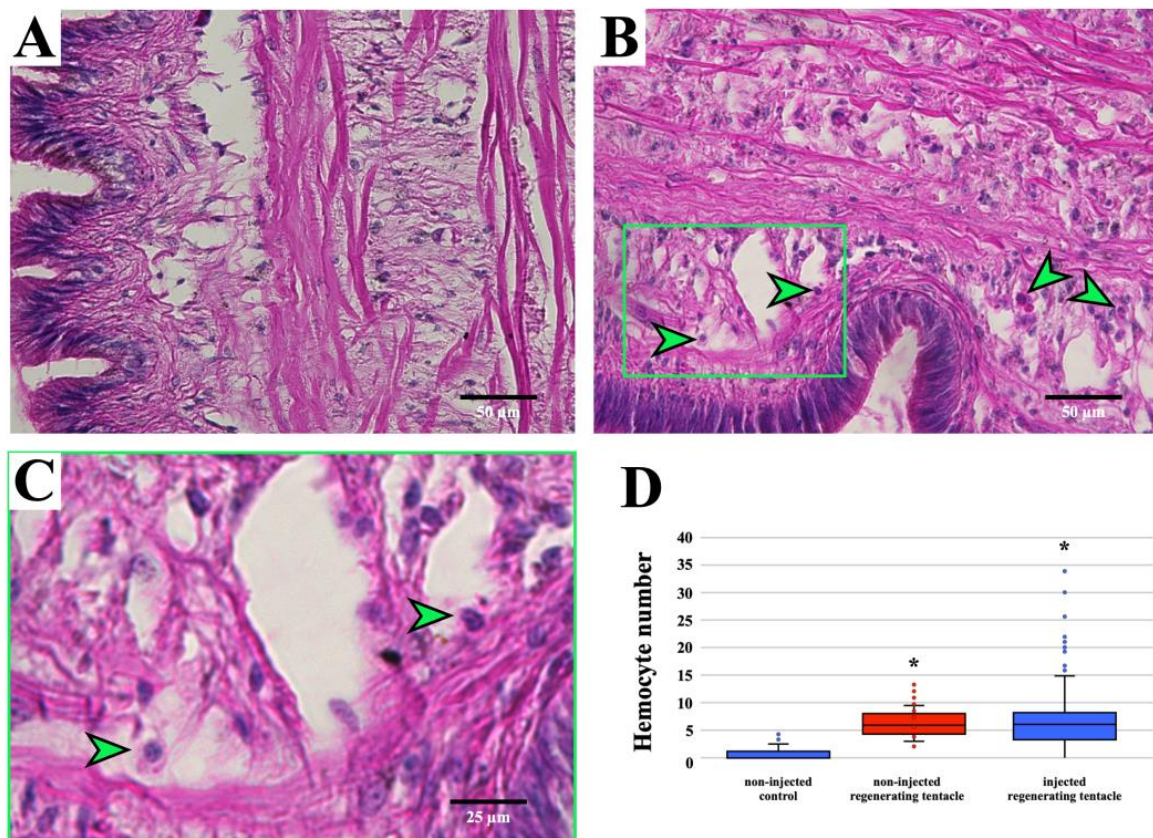 A
50 µm
B
50 µm
C
25 µm
D
Hemocyte number
40
35
30
25
20
15
10
5
0
*
*
non-injected
control
non-injected
regenerating tentacle
injected
regenerating tentacle